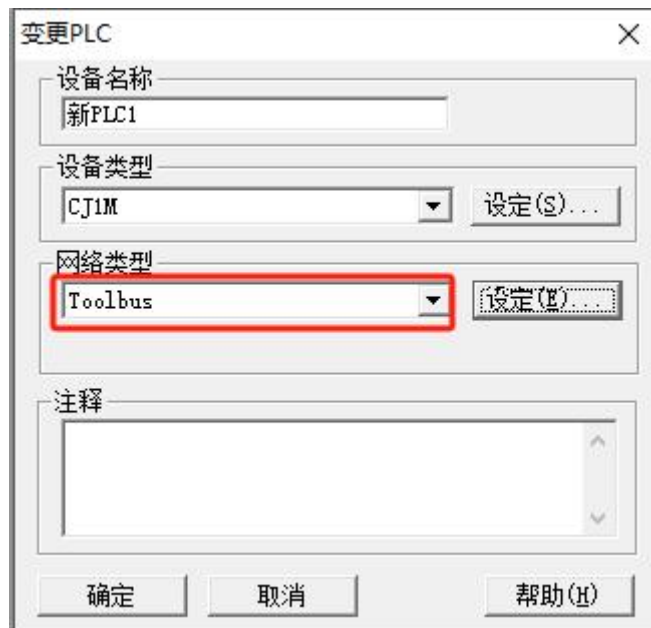 变更PLC
设备名称
新PLC1
设备类型
CJ1M
设定(S)...
网络类型
Toolbus
设定(E)...
注释
确定
取消
帮助(H)